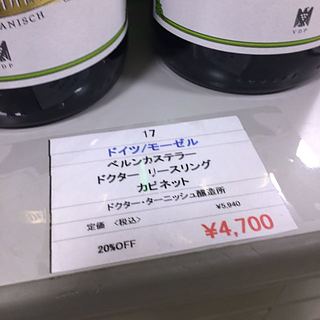 ANISCH
VDP
VDP
17
ドイツ/モーゼル
ベルンカステラー
ドクター リースリング
カビネット
ドクター・ターニッシュ醸造所
定価 〈税込〉 ¥5,940
20%OFF ¥4,700